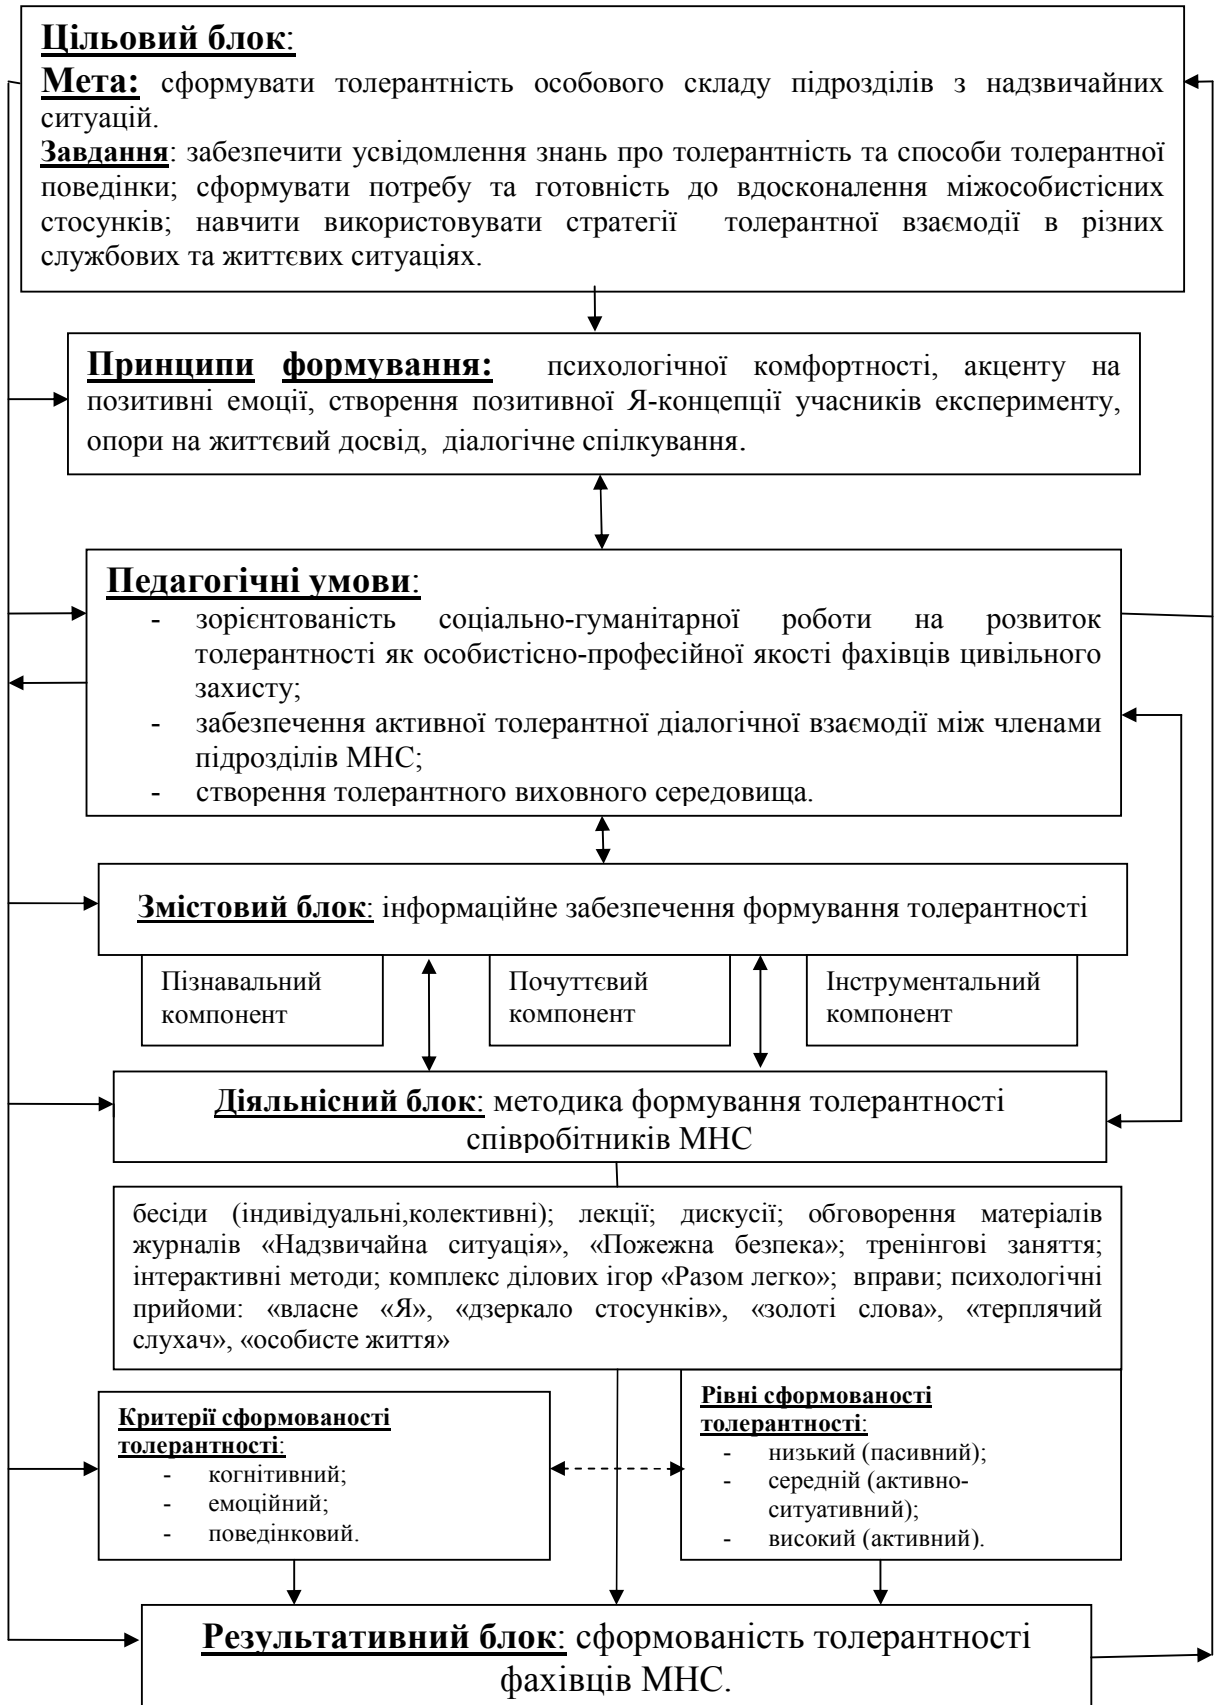 Цільовий блок:
Мета: сформувати толерантність особового складу підрозділів з надзвичайних
ситуацій.
Завдання: забезпечити усвідомлення знань про толерантність та способи толерантної
поведінки; сформувати потребу та готовність до вдосконалення міжособистісних
стосунків; навчити використовувати стратегії толерантної взаємодії в різних
службових та життєвих ситуаціях.
Принципи формування: психологічної комфортності, акценту на
позитивні емоції, створення позитивної Я-концепції учасників експерименту,
опори на життєвий досвід, діалогічне спілкування.
Педагогічні умови:
- зорієнтованість соціально-гуманітарної роботи на розвиток
толерантності як особистісно-професійної якості фахівців цивільного
захисту;
- забезпечення активної толерантної діалогічної взаємодії між членами
підрозділів МНС;
- створення толерантного виховного середовища.
Змістовий блок: інформаційне забезпечення формування толерантності
Пізнавальний
компонент
Почуттєвий
компонент
Інструментальний
компонент
Діяльнісний блок: методика формування толерантності
співробітників МНС
бесіди (індивідуальні,колективні); лекції; дискусії; обговорення матеріалів
журналів «Надзвичайна ситуація», «Пожежна безпека»; тренінгові заняття;
інтерактивні методи; комплекс ділових ігор «Разом легко»; вправи; психологічні
прийоми: «власне «Я», «дзеркало стосунків», «золоті слова», «терплячий
слухач», «особисте життя»
Критерії сформованості
толерантності:
- когнітивний;
- емоційний;
- поведінковий.
Рівні сформованості
толерантності:
- низький (пасивний);
- середній (активно-
ситуативний);
- високий (активний).
Результативний блок: сформованість толерантності
фахівців МНС.